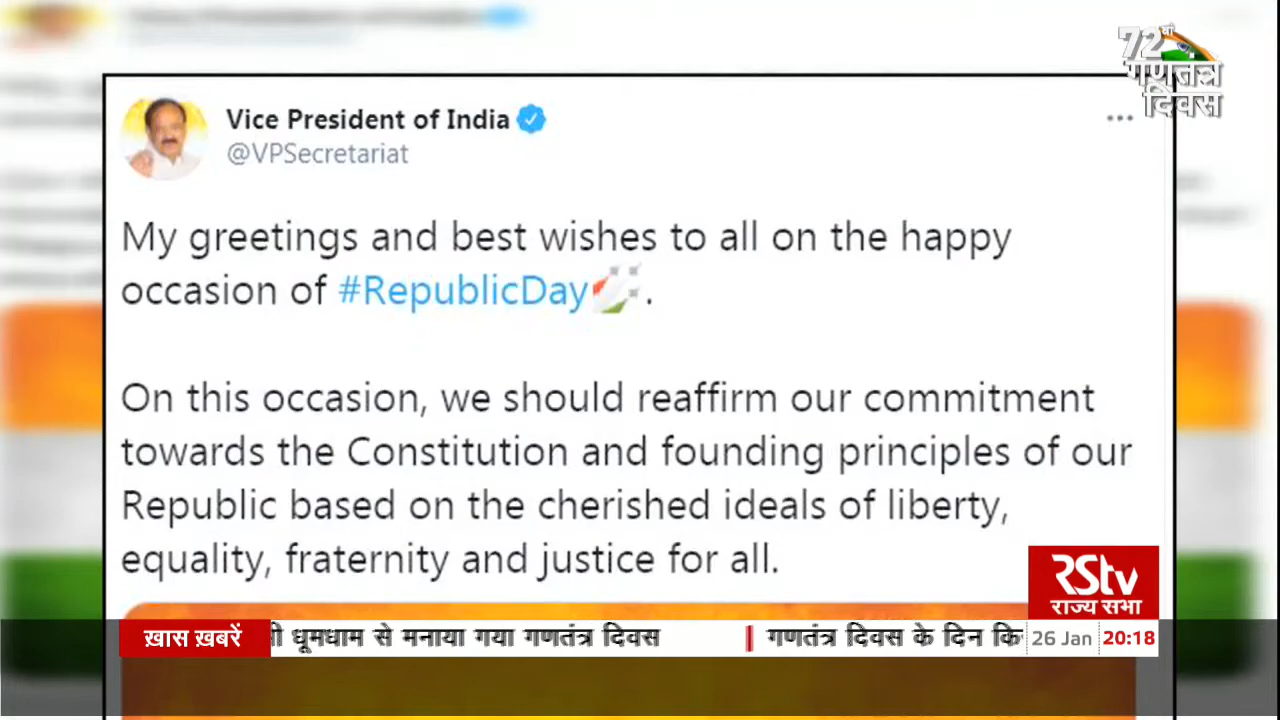 72वां
गणतंत्र
दिवस
Vice President of India
@VPSecretariat
My greetings and best wishes to all on the happy
occasion of #RepublicDay.
On this occasion, we should reaffirm our commitment
towards the Constitution and founding principles of our
Republic based on the cherished ideals of liberty,
equality, fraternity and justice for all.
RStv
राज्य सभा
ख़ास ख़बरें धूमधाम से मनाया गया गणतंत्र दिवस | गणतंत्र दिवस के दिन 26 Jan 20:18